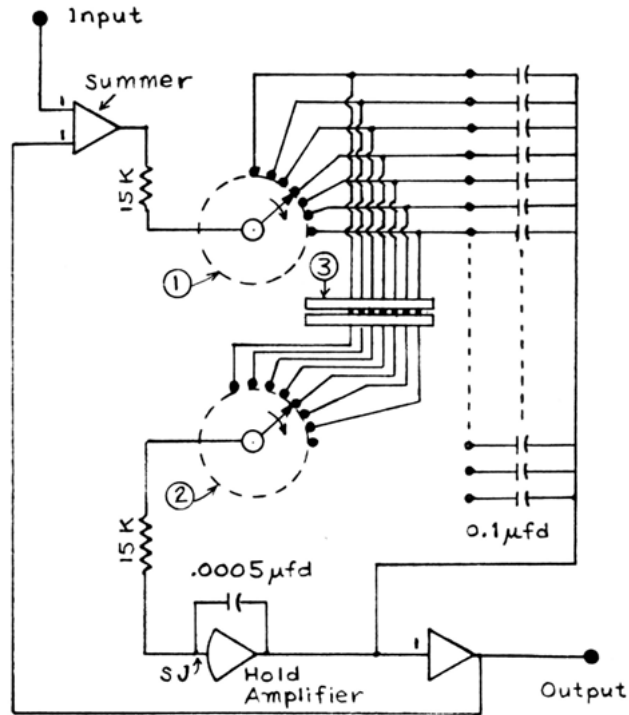 Input
Summer
1
1
15K
1
3
2
15K
0.1μfd
.0005μfd
1
SJ
Hold
Amplifier
Output